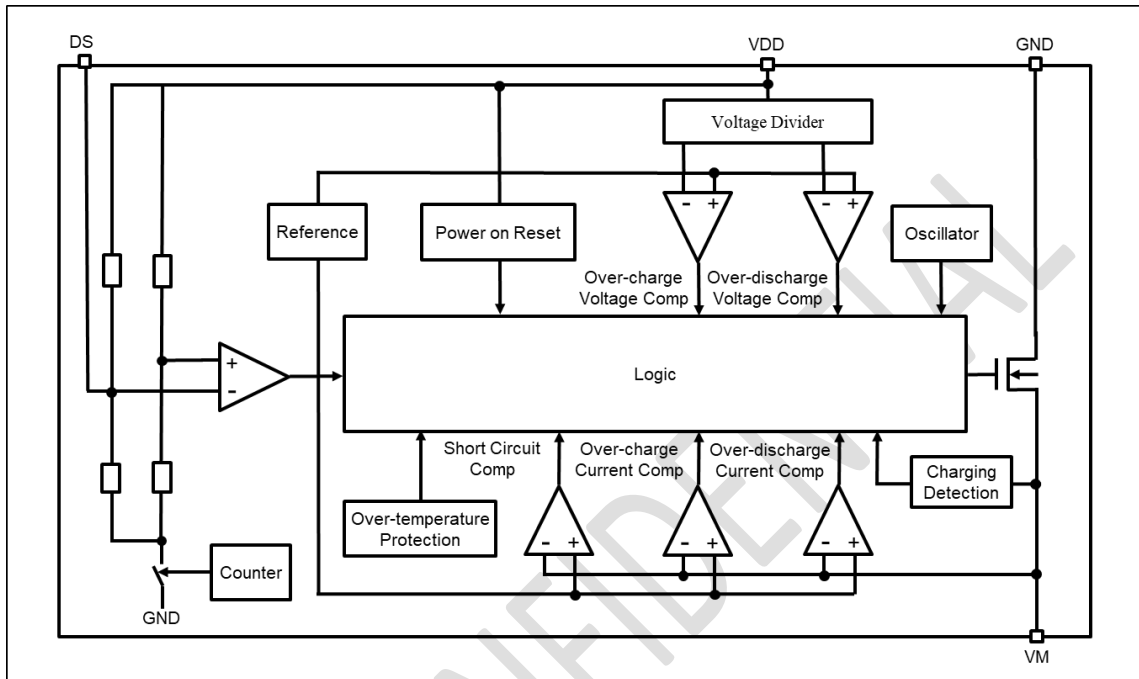 DS
VDD
GND
Voltage Divider
- +
- +
Reference
Power on Reset
Oscillator
Over-charge
Voltage Comp
Over-discharge
Voltage Comp
+
-
Logic
Short Circuit
Comp
Over-charge
Current Comp
Over-discharge
Current Comp
Charging
Detection
Over-temperature
Protection
- +
- +
- +
Counter
GND
VM
NFIDENTIAL